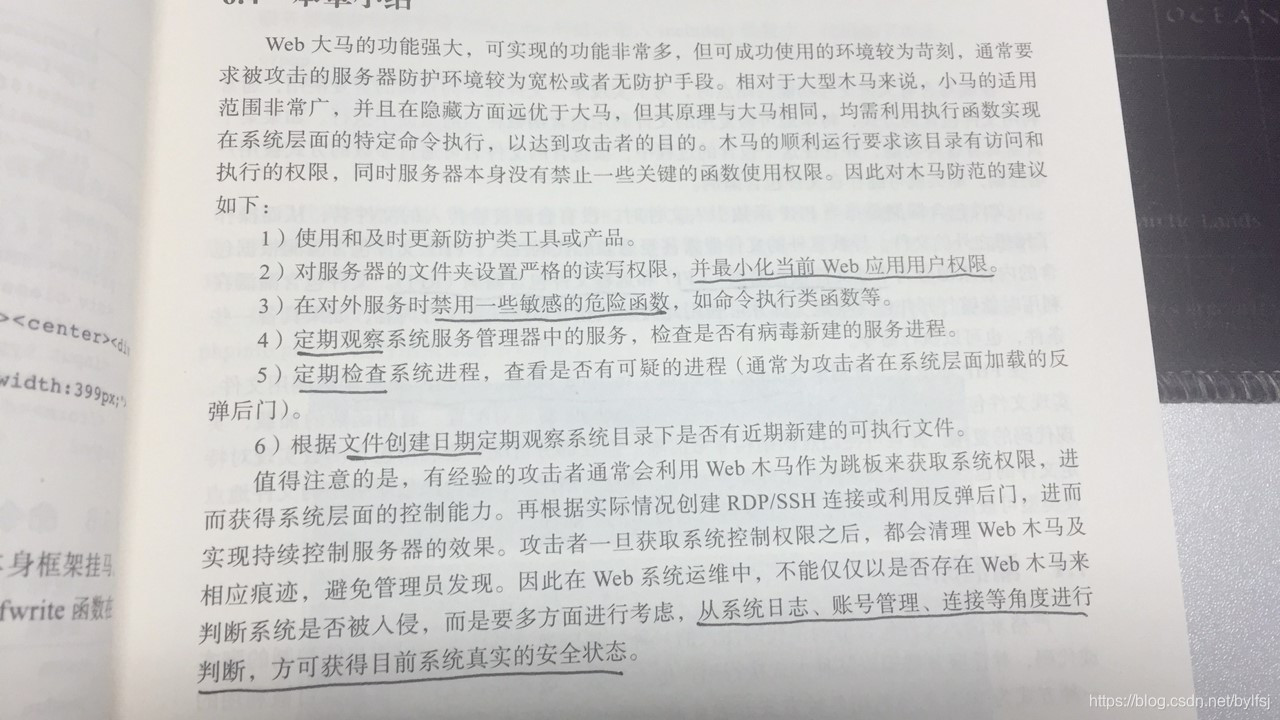 6.4 本章小结
Web 大马的功能强大，可实现的功能非常多，但可成功使用的环境较为苛刻，通常要
求被攻击的服务器防护环境较为宽松或者无防护手段。相对于大型木马来说，小马的适用
范围非常广，并且在隐藏方面远优于大马，但其原理与大马相同，均需利用执行函数实现
在系统层面的特定命令执行，以达到攻击者的目的。木马的顺利运行要求该目录有访问和
执行的权限，同时服务器本身没有禁止一些关键的函数使用权限。因此对木马防范的建议
如下：
1）使用和及时更新防护类工具或产品。
2）对服务器的文件夹设置严格的读写权限，并最小化当前 Web 应用用户权限。
3）在对外服务时禁用一些敏感的危险函数，如命令执行类函数等。
4）定期观察系统服务管理器中的服务，检查是否有病毒新建的服务进程。
5）定期检查系统进程，查看是否有可疑的进程（通常为攻击者在系统层面加载的反
弹后门）。
6）根据文件创建日期定期观察系统目录下是否有近期新建的可执行文件。
值得注意的是，有经验的攻击者通常会利用 Web 木马作为跳板来获取系统权限，进
而获得系统层面的控制能力。再根据实际情况创建 RDP/SSH 连接或利用反弹后门，进而
实现持续控制服务器的效果。攻击者一旦获取系统控制权限之后，都会清理 Web 木马及
相应痕迹，避免管理员发现。因此在 Web 系统运维中，不能仅仅以是否存在 Web 木马来
判断系统是否被入侵，而是要多方面进行考虑，从系统日志、账号管理、连接等角度进行
判断，方可获得目前系统真实的安全状态。
><center><di
width:399px;
身框架挂马
fwrite 函数在
OCEAN
Arctic Lands
https://blog.csdn.net/bylfsj